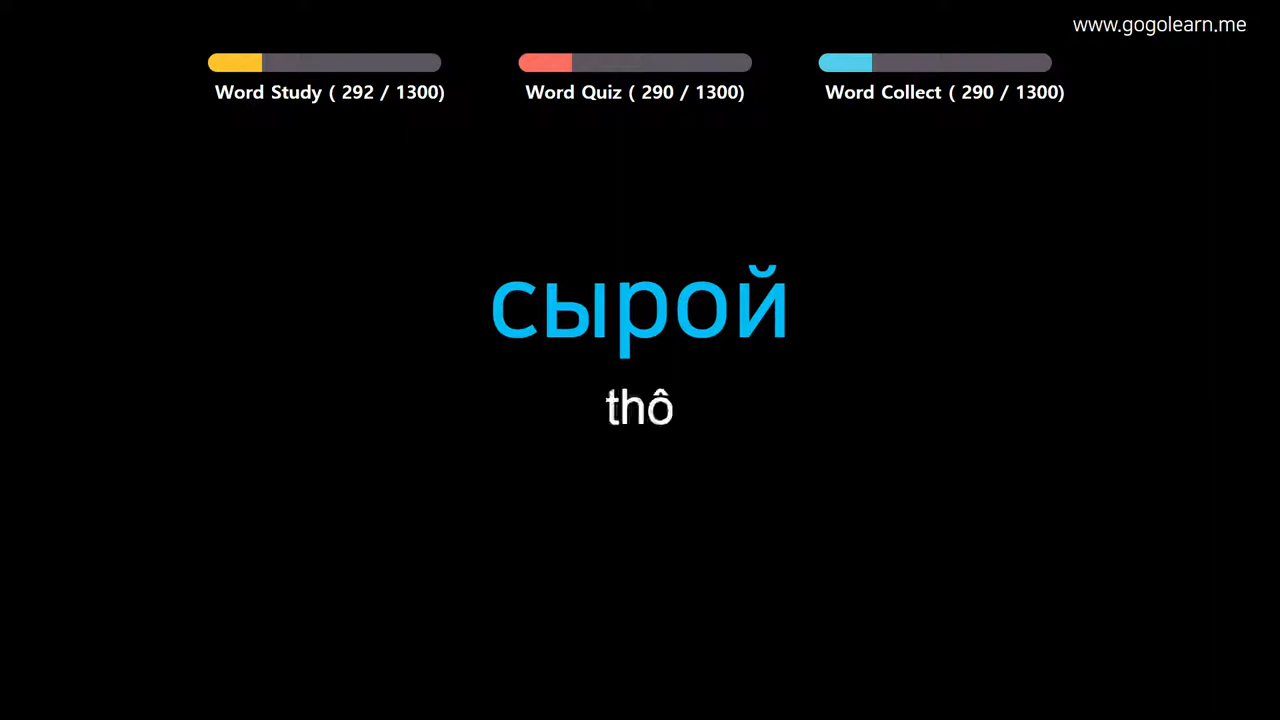 www.gogolearn.me
Word Study ( 292 / 1300)
Word Quiz ( 290 / 1300)
Word Collect ( 290 / 1300)
сырой
thô